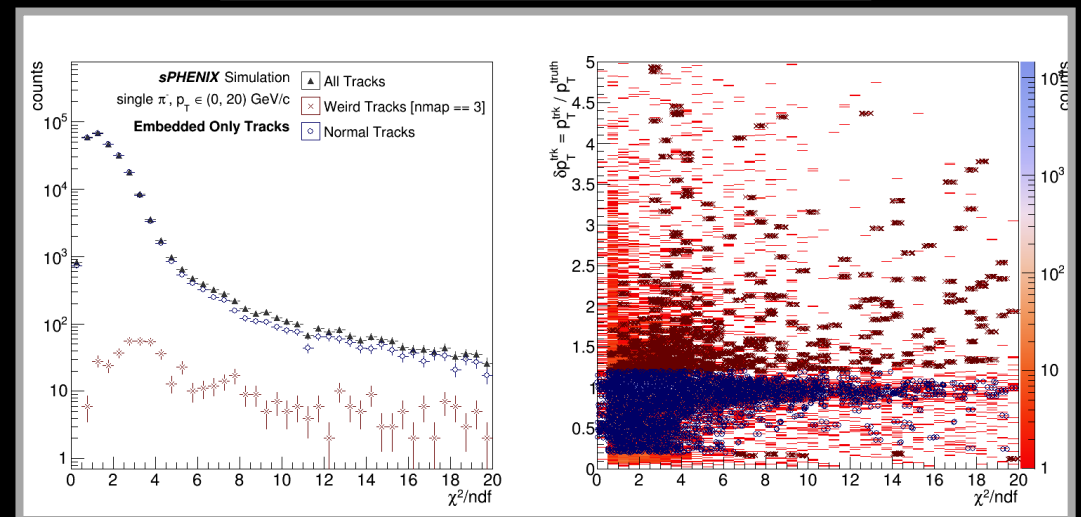 counts
10⁵
10⁴
10³
10²
10
1
0 2 4 6 8 10 12 14 16 18 20
χ²/ndf
sPHENIX Simulation
single π⁻, p_T ∈ (0, 20) GeV/c
Embedded Only Tracks
All Tracks
Weird Tracks [nmap == 3]
Normal Tracks
δp_T^trk = p_T^trk / p_T^truth
5
4.5
4
3.5
3
2.5
2
1.5
1
0.5
0
0 2 4 6 8 10 12 14 16 18 20
χ²/ndf
10⁴
counts
10³
10²
10
1